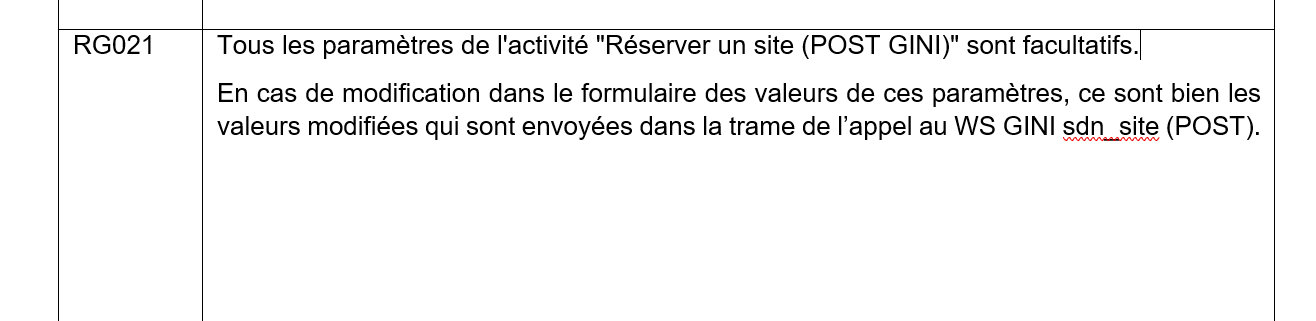 RG021
Tous les paramètres de l'activité "Réserver un site (POST GINI)" sont facultatifs.
En cas de modification dans le formulaire des valeurs de ces paramètres, ce sont bien les
valeurs modifiées qui sont envoyées dans la trame de l’appel au WS GINI sdn_site (POST).